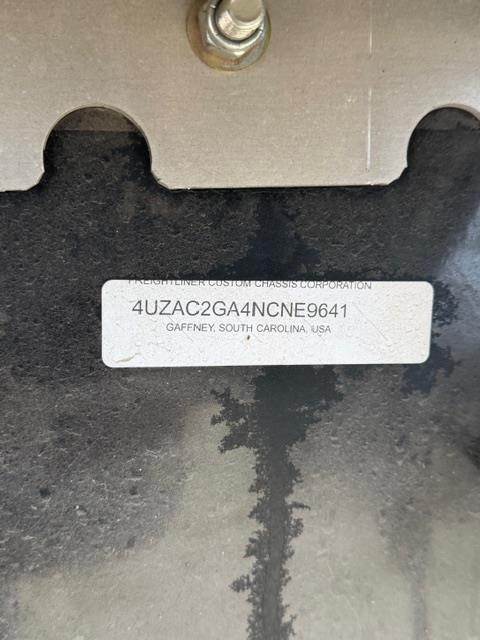 FREIGHTLINER CUSTOM CHASSIS CORPORATION
4UZAC2GA4NCNE9641
GAFFNEY, SOUTH CAROLINA, USA